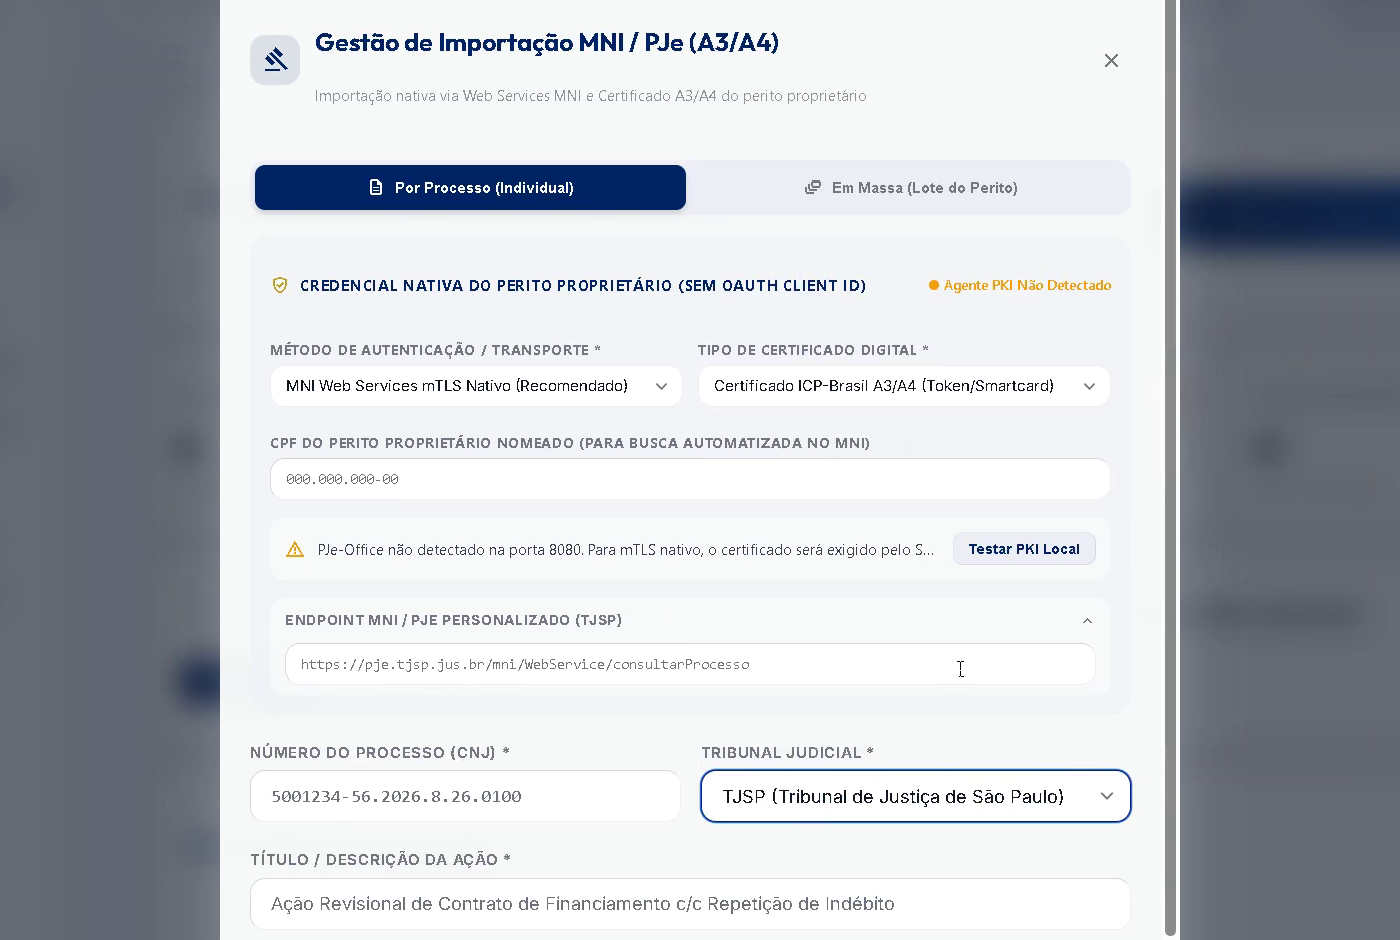 Gestão de Importação MNI / PJe (A3/A4)
Importação nativa via Web Services MNI e Certificado A3/A4 do perito proprietário
Por Processo (Individual)
Em Massa (Lote do Perito)
CREDENCIAL NATIVA DO PERITO PROPRIETÁRIO (SEM OAUTH CLIENT ID)
Agente PKI Não Detectado
MÉTODO DE AUTENTICAÇÃO / TRANSPORTE *
TIPO DE CERTIFICADO DIGITAL *
MNI Web Services mTLS Nativo (Recomendado)
Certificado ICP-Brasil A3/A4 (Token/Smartcard)
CPF DO PERITO PROPRIETÁRIO NOMEADO (PARA BUSCA AUTOMATIZADA NO MNI)
000.000.000-00
PJe-Office não detectado na porta 8080. Para mTLS nativo, o certificado será exigido pelo S...
Testar PKI Local
ENDPOINT MNI / PJE PERSONALIZADO (TJSP)
https://pje.tjsp.jus.br/mni/WebService/consultarProcesso
NÚMERO DO PROCESSO (CNJ) *
TRIBUNAL JUDICIAL *
5001234-56.2026.8.26.0100
TJSP (Tribunal de Justiça de São Paulo)
TÍTULO / DESCRIÇÃO DA AÇÃO *
Ação Revisional de Contrato de Financiamento c/c Repetição de Indébito